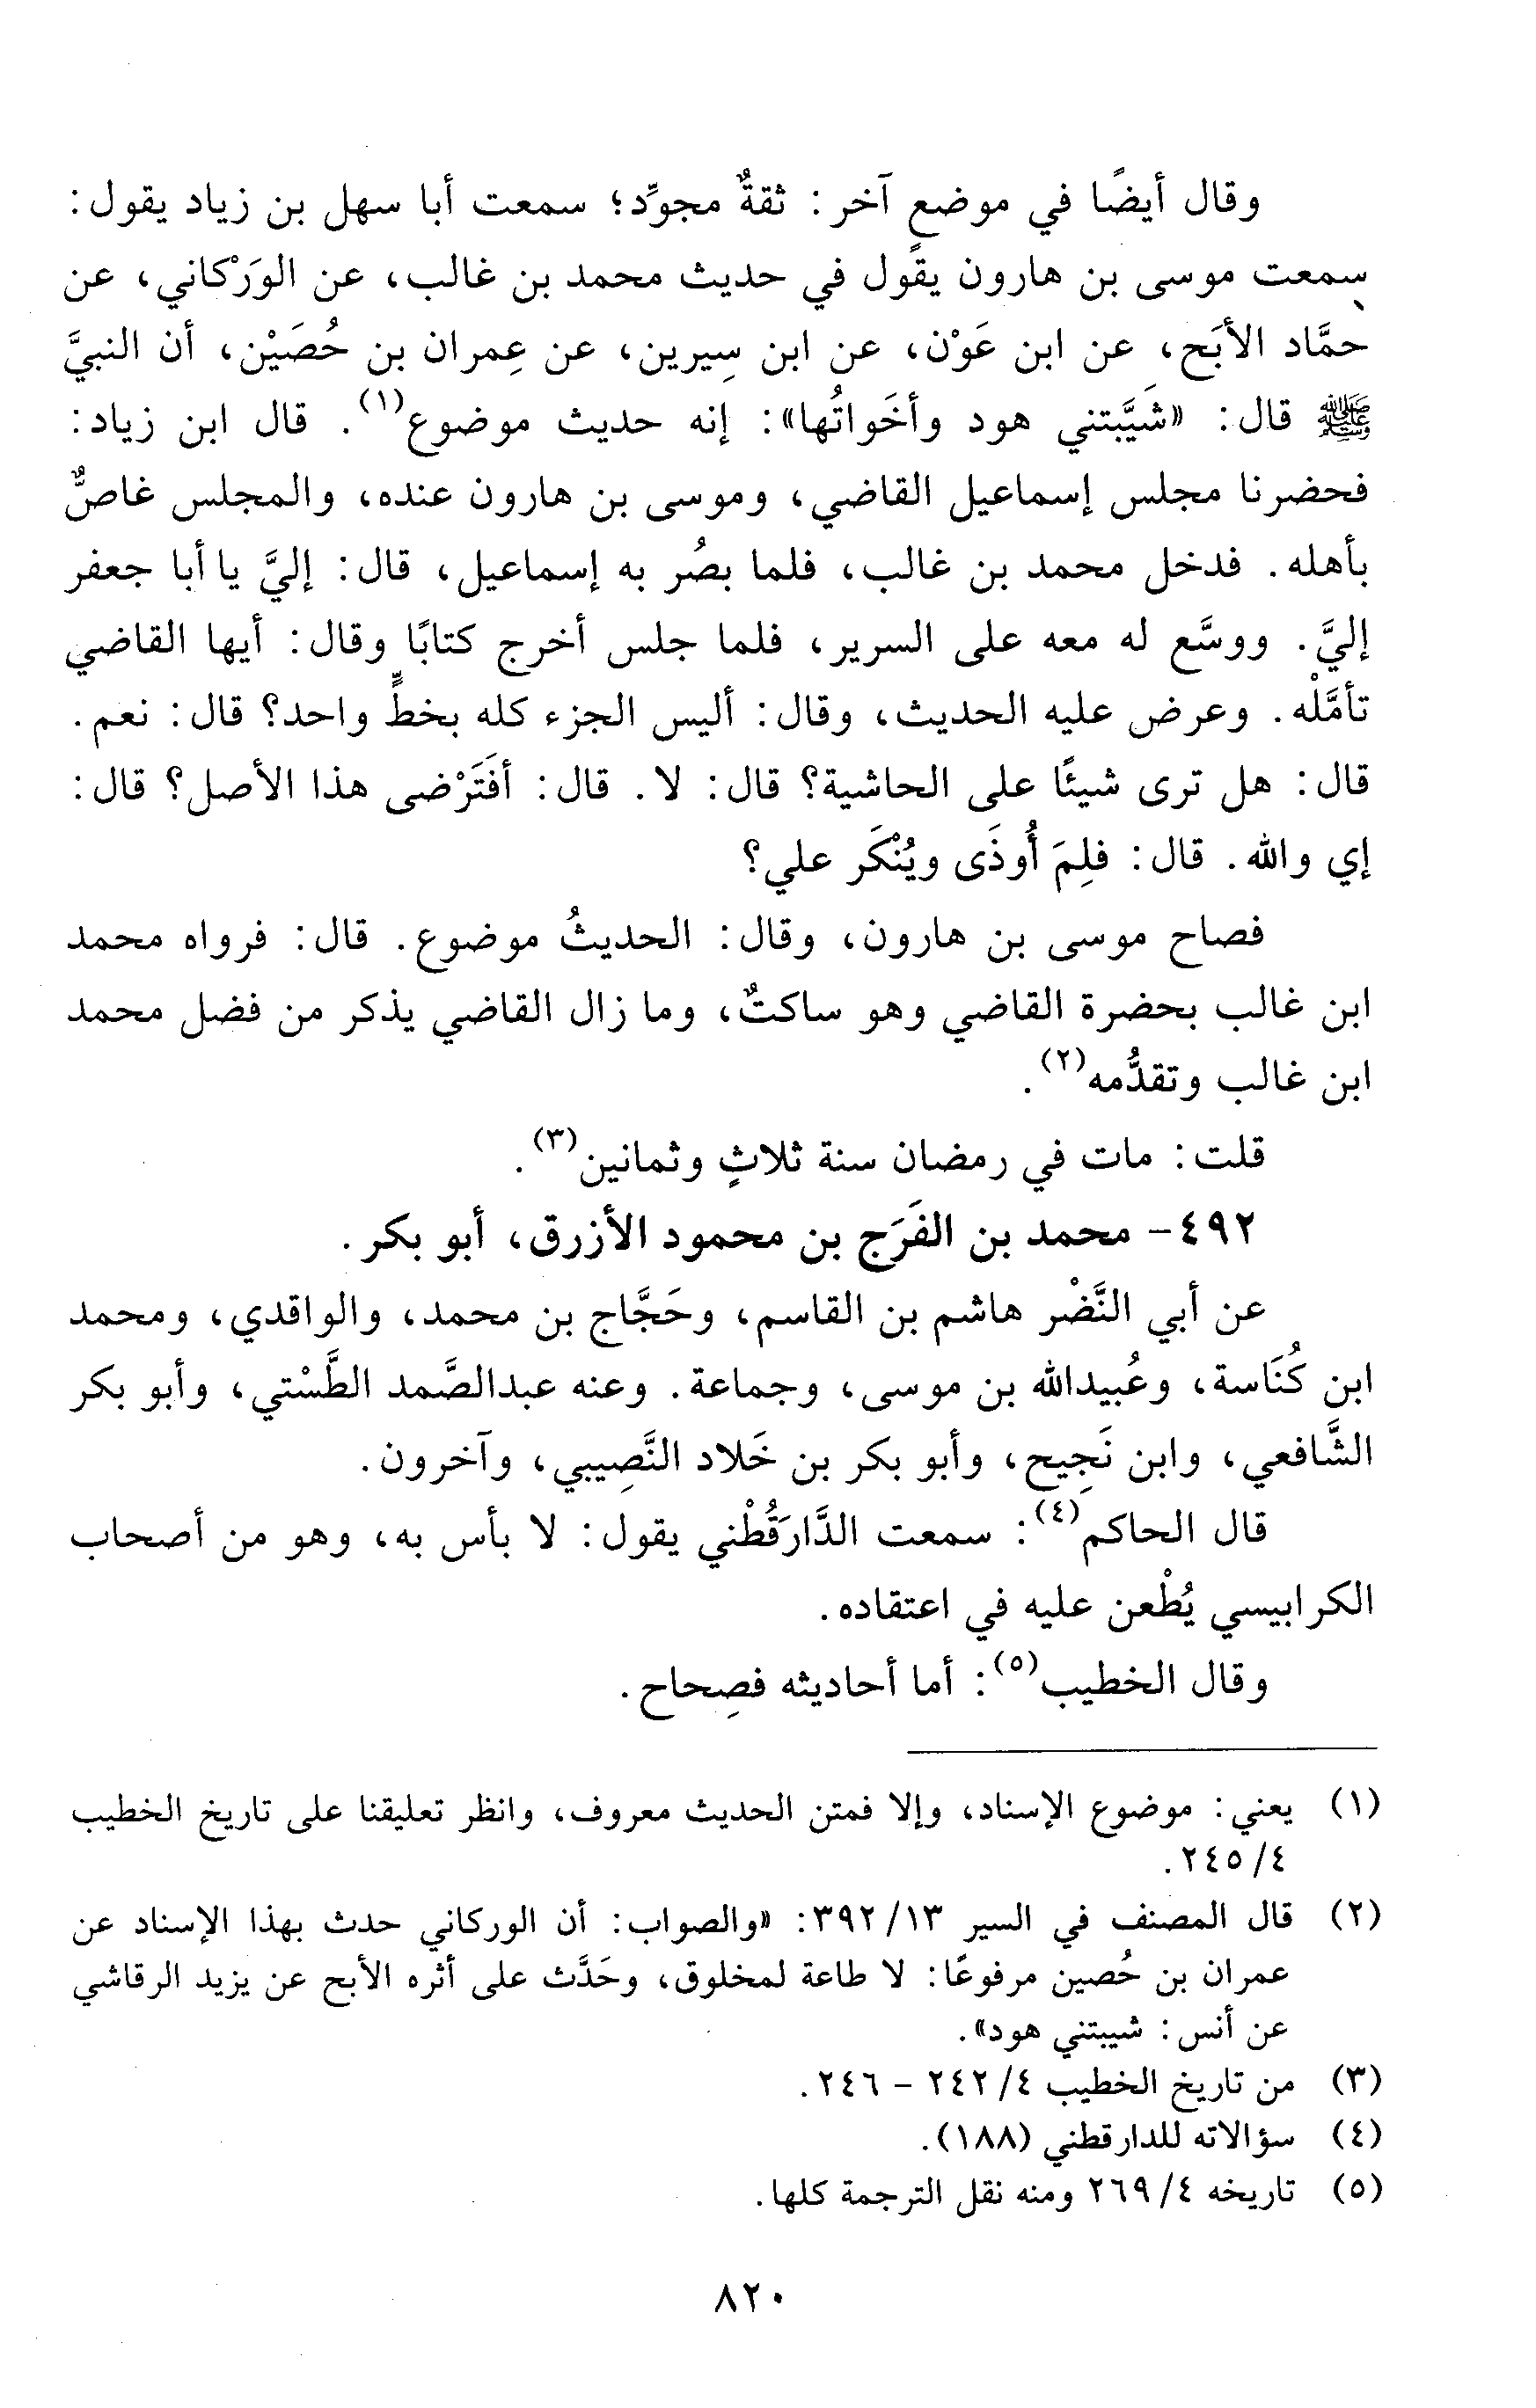 وقال أيضًا في موضع آخر: ثقةٌ مجوِّد؛ سمعت أبا سهل بن زياد يقول:
سمعت موسى بن هارون يقول في حديث محمد بن غالب، عن الوَرْكاني، عن
حمَّاد الأبَح، عن ابن عَوْن، عن ابن سِيرين، عن عِمران بن حُصَيْن، أن النبيَّ
ﷺ قال: «شَيَّبتني هود وأخَواتُها»: إنه حديث موضوع(١). قال ابن زياد:
فحضرنا مجلس إسماعيل القاضي، وموسى بن هارون عنده، والمجلس غاصٌّ
بأهله. فدخل محمد بن غالب، فلما بصُر به إسماعيل، قال: إليَّ يا أبا جعفر
إليَّ. ووسَّع له معه على السرير، فلما جلس أخرج كتابًا وقال: أيها القاضي
تأمَّلْه. وعرض عليه الحديث، وقال: أليس الجزء كله بخطٍّ واحد؟ قال: نعم.
قال: هل ترى شيئًا على الحاشية؟ قال: لا. قال: أفَتَرْضى هذا الأصل؟ قال:
إي والله. قال: فلِمَ أُوذَى ويُنْكَر علي؟
فصاح موسى بن هارون، وقال: الحديثُ موضوع. قال: فرواه محمد
ابن غالب بحضرة القاضي وهو ساكتٌ، وما زال القاضي يذكر من فضل محمد
ابن غالب وتقدُّمه(٢).
قلت: مات في رمضان سنة ثلاثٍ وثمانين(٣).
٤٩٢- محمد بن الفَرَج بن محمود الأزرق، أبو بكر.
عن أبي النَّضْر هاشم بن القاسم، وحَجَّاج بن محمد، والواقدي، ومحمد
ابن كُنَاسة، وعُبيدالله بن موسى، وجماعة. وعنه عبدالصَّمد الطَّسْتي، وأبو بكر
الشَّافعي، وابن نَجِيح، وأبو بكر بن خَلاد النَّصِيبي، وآخرون.
قال الحاكم(٤): سمعت الدَّارَقُطْني يقول: لا بأس به، وهو من أصحاب
الكرابيسي يُطْعن عليه في اعتقاده.
وقال الخطيب(٥): أما أحاديثه فصِحاح.
(١) يعني: موضوع الإسناد، وإلا فمتن الحديث معروف، وانظر تعليقنا على تاريخ الخطيب
٤/ ٢٤٥.
(٢) قال المصنف في السير ١٣/ ٣٩٢: «والصواب: أن الوركاني حدث بهذا الإسناد عن
عمران بن حُصين مرفوعًا: لا طاعة لمخلوق، وحَدَّث على أثره الأبح عن يزيد الرقاشي
عن أنس: شيبتني هود».
(٣) من تاريخ الخطيب ٤/ ٢٤٢ - ٢٤٦.
(٤) سؤالاته للدارقطني (١٨٨).
(٥) تاريخه ٤/ ٢٦٩ ومنه نقل الترجمة كلها.
٨٢٠